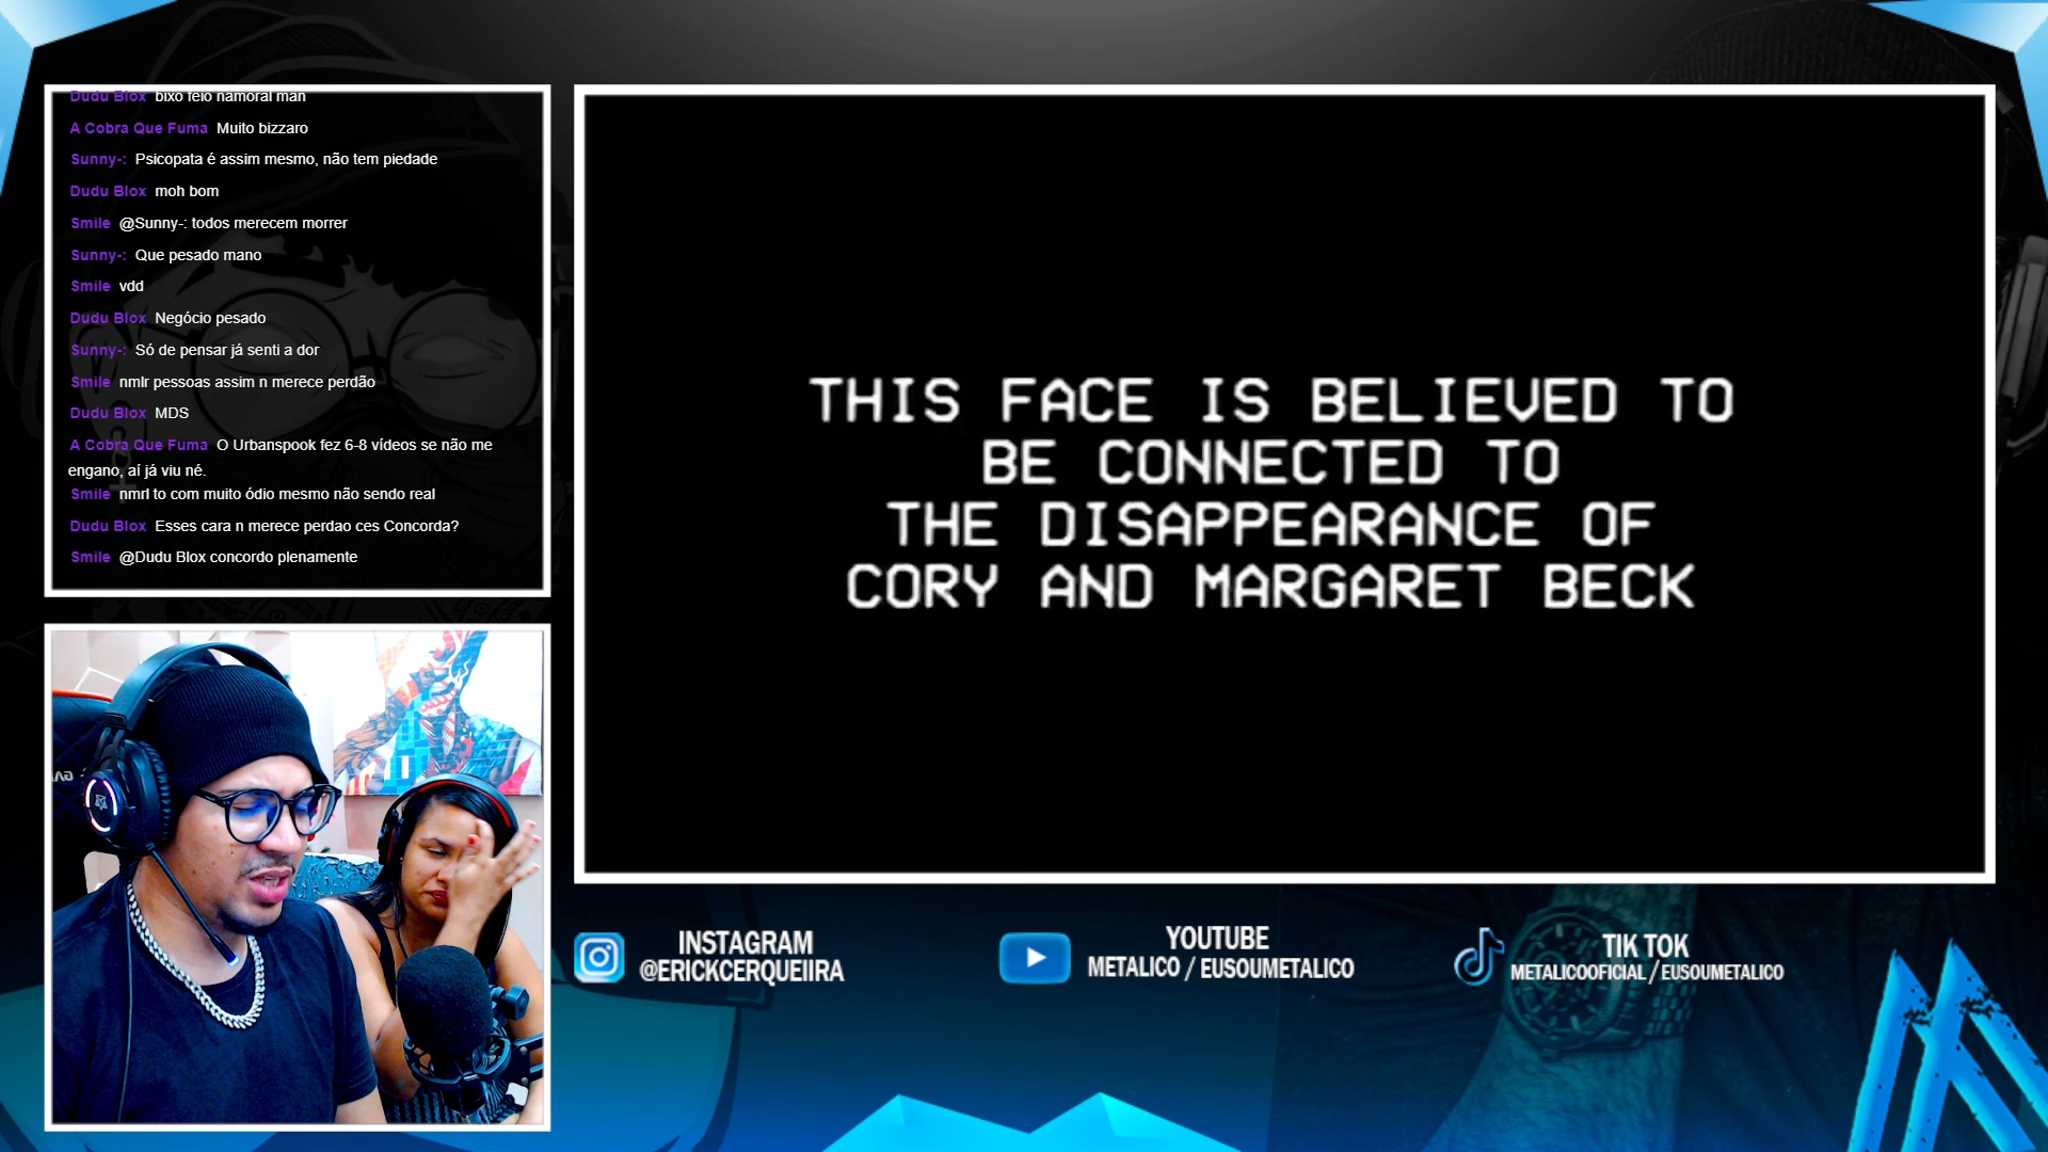 Dudu Blox bixo feio namoral man
A Cobra Que Fuma Muito bizzaro
Sunny-: Psicopata é assim mesmo, não tem piedade
Dudu Blox moh bom
Smile @Sunny-: todos merecem morrer
Sunny-: Que pesado mano
Smile vdd
Dudu Blox Negócio pesado
Sunny-: Só de pensar já senti a dor
Smile nmlr pessoas assim n merece perdão
Dudu Blox MDS
A Cobra Que Fuma O Urbanspook fez 6-8 vídeos se não me
engano, aí já viu né.
Smile nmrl to com muito ódio mesmo não sendo real
Dudu Blox Esses cara n merece perdao ces Concorda?
Smile @Dudu Blox concordo plenamente
THIS FACE IS BELIEVED TO
BE CONNECTED TO
THE DISAPPEARANCE OF
CORY AND MARGARET BECK
INSTAGRAM
@ERICKCERQUEIIRA
YOUTUBE
METALICO / EUSOUMETALICO
TIK TOK
METALICOOFICIAL / EUSOUMETALICO